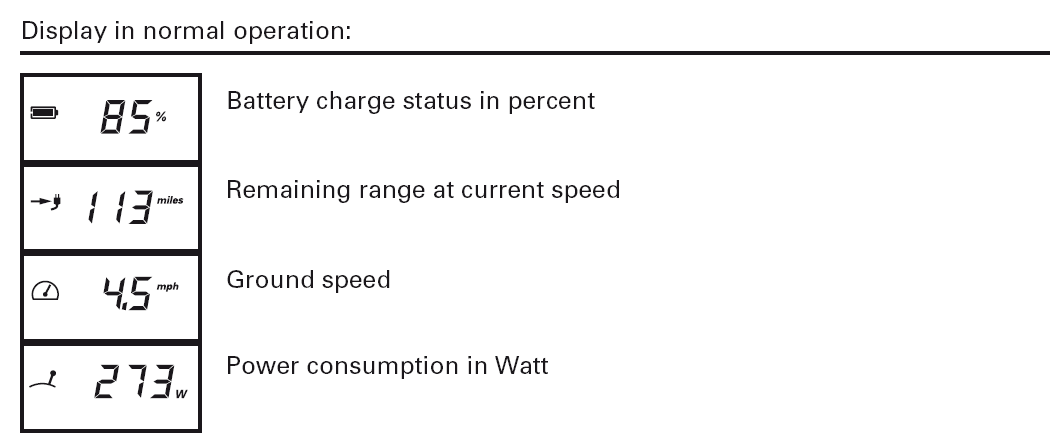 Display in normal operation:
85 %
Battery charge status in percent
113 miles
Remaining range at current speed
4.5 mph
Ground speed
273 W
Power consumption in Watt